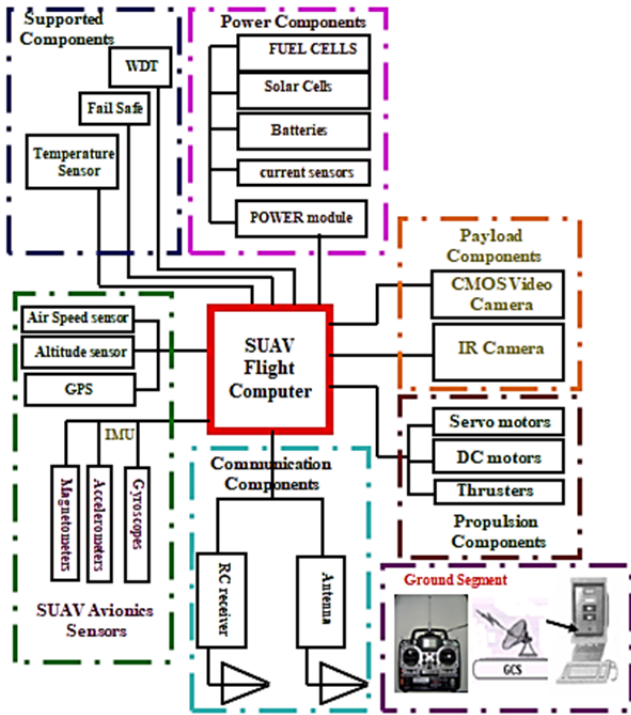 Supported
Components
WDT
Fail Safe
Temperature
Sensor
Power Components
FUEL CELLS
Solar Cells
Batteries
current sensors
POWER module
Payload
Components
CMOS Video
Camera
IR Camera
Air Speed sensor
Altitude sensor
GPS
IMU
Magnetometers
Accelerometers
Gyroscopes
SUAV Avionics
Sensors
SUAV
Flight
Computer
Servo motors
DC motors
Thrusters
Propulsion
Components
Communication
Components
RC receiver
Antenna
Ground Segment
GCS